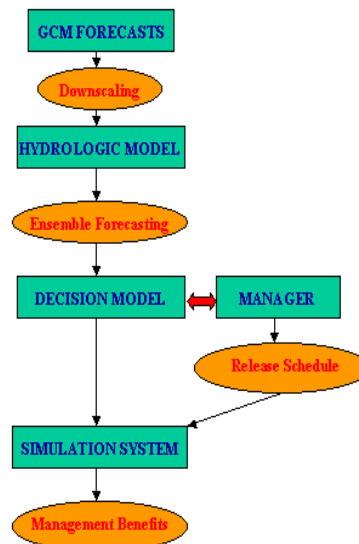 GCM FORECASTS
Downscaling
HYDROLOGIC MODEL
Ensemble Forecasting
DECISION MODEL
MANAGER
Release Schedule
SIMULATION SYSTEM
Management Benefits